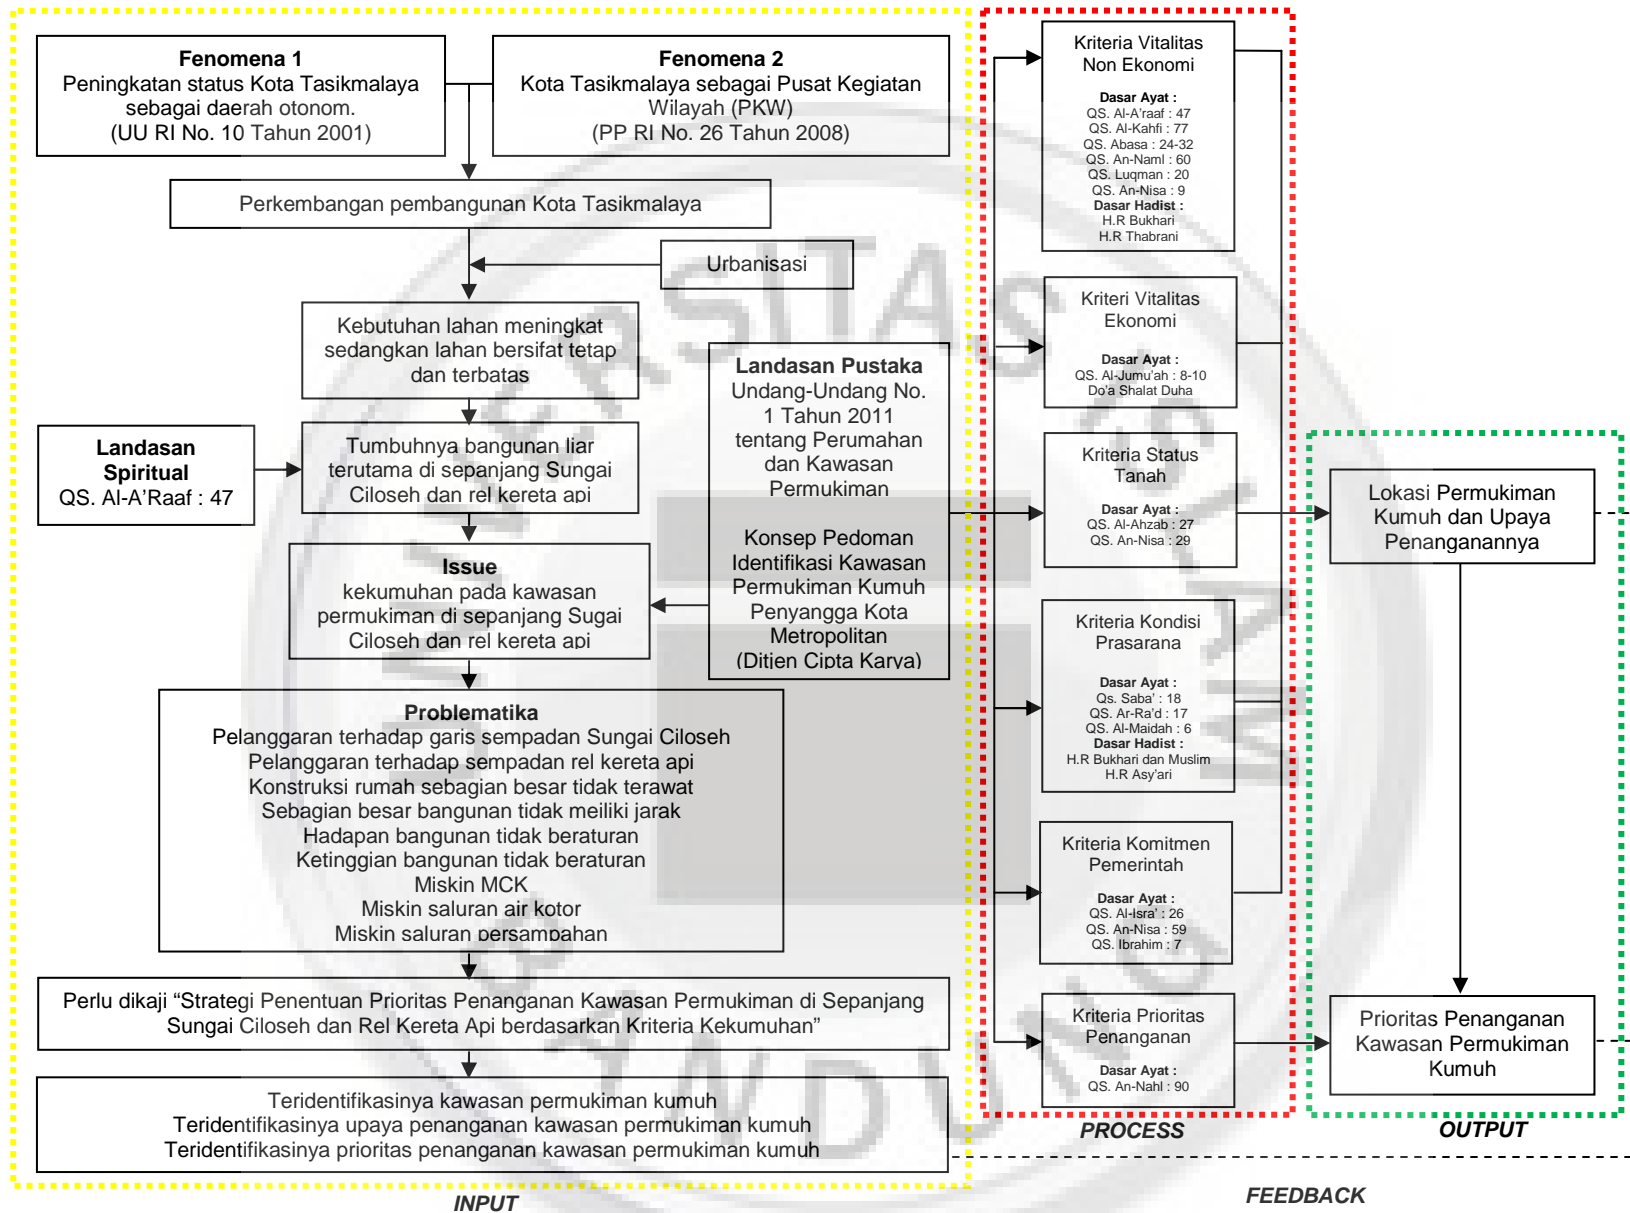 Fenomena 1
Peningkatan status Kota Tasikmalaya
sebagai daerah otonom.
(UU RI No. 10 Tahun 2001)
Fenomena 2
Kota Tasikmalaya sebagai Pusat Kegiatan
Wilayah (PKW)
(PP RI No. 26 Tahun 2008)
Perkembangan pembangunan Kota Tasikmalaya
Urbanisasi
Kebutuhan lahan meningkat
sedangkan lahan bersifat tetap
dan terbatas
Landasan
Spiritual
QS. Al-A'Raaf : 47
Tumbuhnya bangunan liar
terutama di sepanjang Sungai
Ciloseh dan rel kereta api
Issue
kekumuhan pada kawasan
permukiman di sepanjang Sugai
Ciloseh dan rel kereta api
Landasan Pustaka
Undang-Undang No.
1 Tahun 2011
tentang Perumahan
dan Kawasan
Permukiman
Konsep Pedoman
Identifikasi Kawasan
Permukiman Kumuh
Penyangga Kota
Metropolitan
(Ditjen Cipta Karya)
Problematika
Pelanggaran terhadap garis sempadan Sungai Ciloseh
Pelanggaran terhadap sempadan rel kereta api
Konstruksi rumah sebagian besar tidak terawat
Sebagian besar bangunan tidak meiliki jarak
Hadapan bangunan tidak beraturan
Ketinggian bangunan tidak beraturan
Miskin MCK
Miskin saluran air kotor
Miskin saluran persampahan
Perlu dikaji “Strategi Penentuan Prioritas Penanganan Kawasan Permukiman di Sepanjang
Sungai Ciloseh dan Rel Kereta Api berdasarkan Kriteria Kekumuhan”
Teridentifikasinya kawasan permukiman kumuh
Teridentifikasinya upaya penanganan kawasan permukiman kumuh
Teridentifikasinya prioritas penanganan kawasan permukiman kumuh
INPUT
Kriteria Vitalitas
Non Ekonomi
Dasar Ayat :
QS. Al-A'raaf : 47
QS. Al-Kahfi : 77
QS. Abasa : 24-32
QS. An-Naml : 60
QS. Luqman : 20
QS. An-Nisa : 9
Dasar Hadist :
H.R Bukhari
H.R Thabrani
Kriteri Vitalitas
Ekonomi
Dasar Ayat :
QS. Al-Jumu'ah : 8-10
Do'a Shalat Duha
Kriteria Status
Tanah
Dasar Ayat :
QS. Al-Ahzab : 27
QS. An-Nisa : 29
Kriteria Kondisi
Prasarana
Dasar Ayat :
Qs. Saba' : 18
QS. Ar-Ra'd : 17
QS. Al-Maidah : 6
Dasar Hadist :
H.R Bukhari dan Muslim
H.R Asy'ari
Kriteria Komitmen
Pemerintah
Dasar Ayat :
QS. Al-Isra' : 26
QS. An-Nisa : 59
QS. Ibrahim : 7
Kriteria Prioritas
Penanganan
Dasar Ayat :
QS. An-Nahl : 90
PROCESS
Lokasi Permukiman
Kumuh dan Upaya
Penanganannya
Prioritas Penanganan
Kawasan Permukiman
Kumuh
OUTPUT
FEEDBACK
UNIVERSITAS ISLAM
BANDUNG